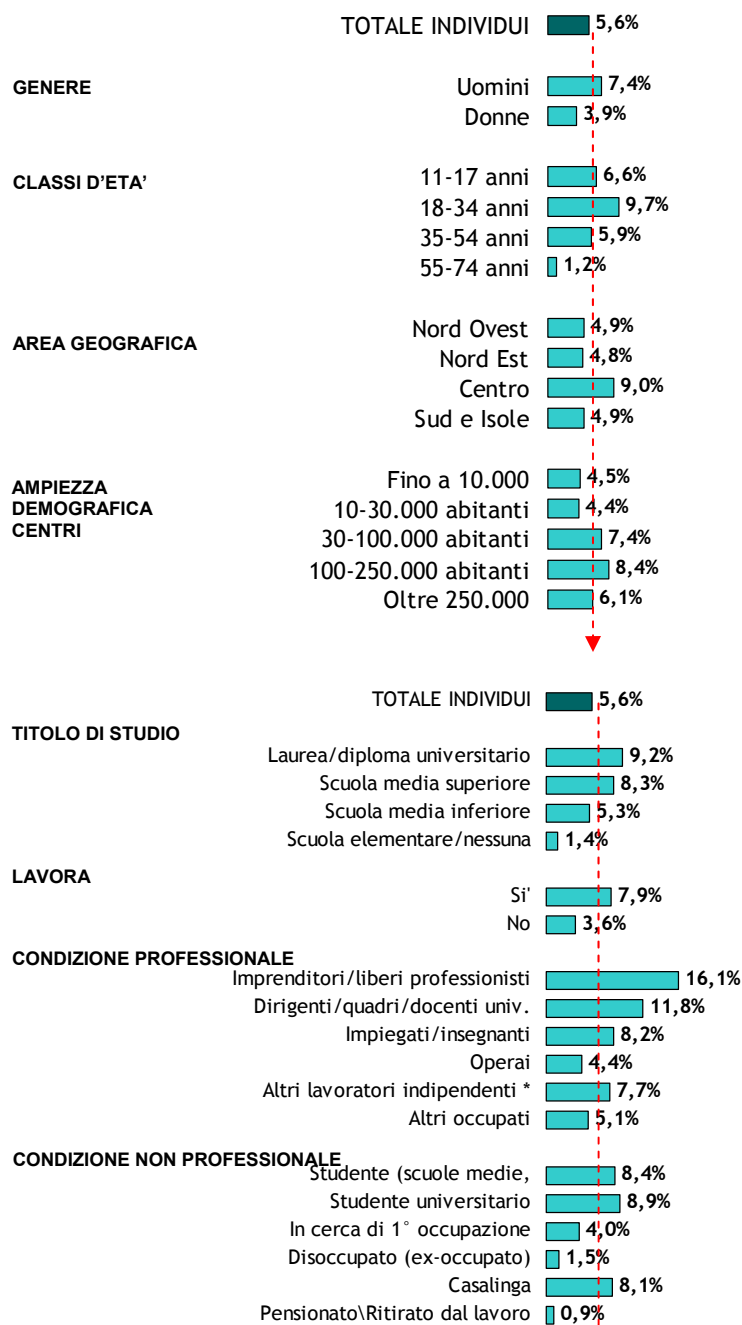 TOTALE INDIVIDUI 5,6%
GENERE
Uomini 7,4%
Donne 3,9%
CLASSI D'ETA'
11-17 anni 6,6%
18-34 anni 9,7%
35-54 anni 5,9%
55-74 anni 1,2%
AREA GEOGRAFICA
Nord Ovest 4,9%
Nord Est 4,8%
Centro 9,0%
Sud e Isole 4,9%
AMPIEZZA
DEMOGRAFICA
CENTRI
Fino a 10.000 4,5%
10-30.000 abitanti 4,4%
30-100.000 abitanti 7,4%
100-250.000 abitanti 8,4%
Oltre 250.000 6,1%
TOTALE INDIVIDUI 5,6%
TITOLO DI STUDIO
Laurea/diploma universitario 9,2%
Scuola media superiore 8,3%
Scuola media inferiore 5,3%
Scuola elementare/nessuna 1,4%
LAVORA
Si' 7,9%
No 3,6%
CONDIZIONE PROFESSIONALE
Imprenditori/liberi professionisti 16,1%
Dirigenti/quadri/docenti univ. 11,8%
Impiegati/insegnanti 8,2%
Operai 4,4%
Altri lavoratori indipendenti * 7,7%
Altri occupati 5,1%
CONDIZIONE NON PROFESSIONALE
Studente (scuole medie, 8,4%
Studente universitario 8,9%
In cerca di 1° occupazione 4,0%
Disoccupato (ex-occupato) 1,5%
Casalinga 8,1%
Pensionato\Ritirato dal lavoro 0,9%